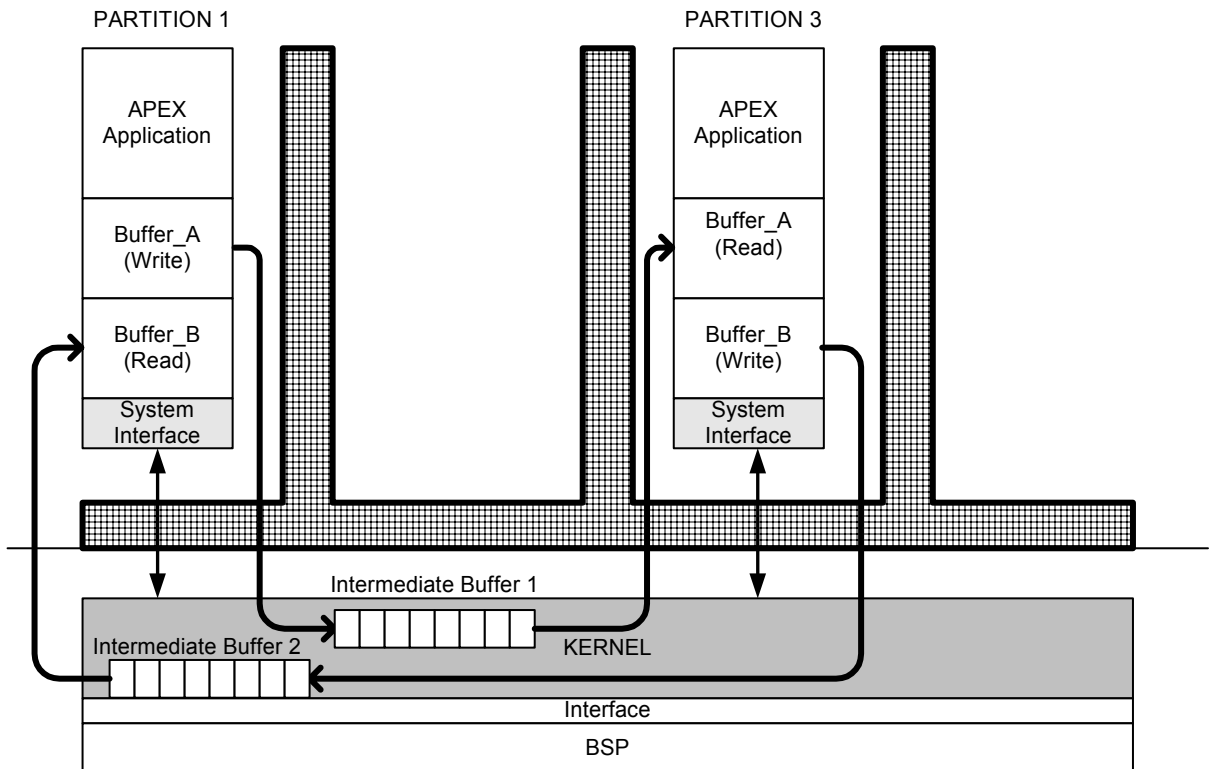 PARTITION 1
PARTITION 3
APEX
Application
APEX
Application
Buffer_A
(Write)
Buffer_A
(Read)
Buffer_B
(Read)
Buffer_B
(Write)
System
Interface
System
Interface
Intermediate Buffer 1
KERNEL
Intermediate Buffer 2
Interface
BSP